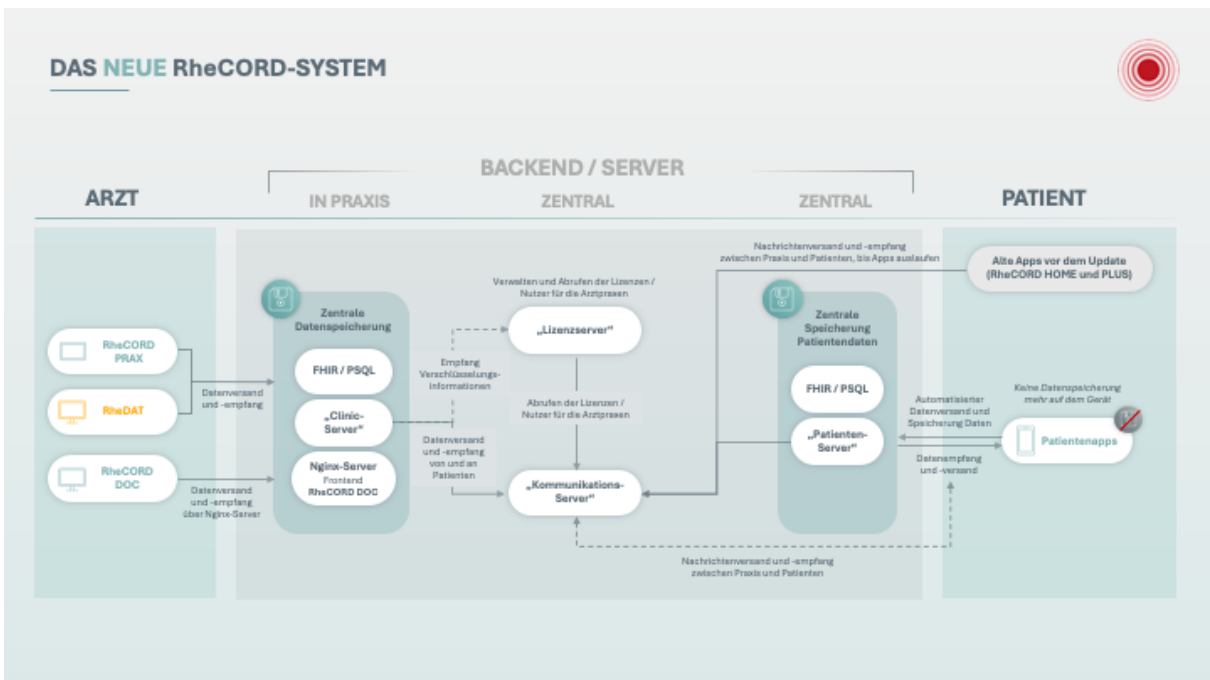 DAS NEUE RheCORD-SYSTEM
BACKEND / SERVER
ARZT
IN PRAXIS
ZENTRAL
ZENTRAL
PATIENT
RheCORD
PRAX
RheDAT
RheCORD
DOC
Datenversand
und -empfang
Datenversand
und -empfang
über Nginx-Server
Zentrale
Datenspeicherung
FHIR / PSQL
„Clinic-
Server“
Nginx-Server
Frontend
RheCORD DOC
Empfang
Verschlüsselungs-
informationen
Datenversand
und -empfang
von und an
Patienten
Verwalten und Abrufen der Lizenzen /
Nutzer für die Arztpraxen
„Lizenzserver“
Abrufen der Lizenzen /
Nutzer für die Arztpraxen
„Kommunikations-
Server“
Nachrichtenversand und -empfang
zwischen Praxis und Patienten, bis Apps auslaufen
Zentrale
Speicherung
Patientendaten
FHIR / PSQL
„Patienten-
Server“
Nachrichtenversand und -empfang
zwischen Praxis und Patienten
Automatisierter
Datenversand und
Speicherung Daten
Datenempfang
und -versand
Alte Apps vor dem Update
(RheCORD HOME und PLUS)
Keine Datenspeicherung
mehr auf dem Gerät
Patientenapps